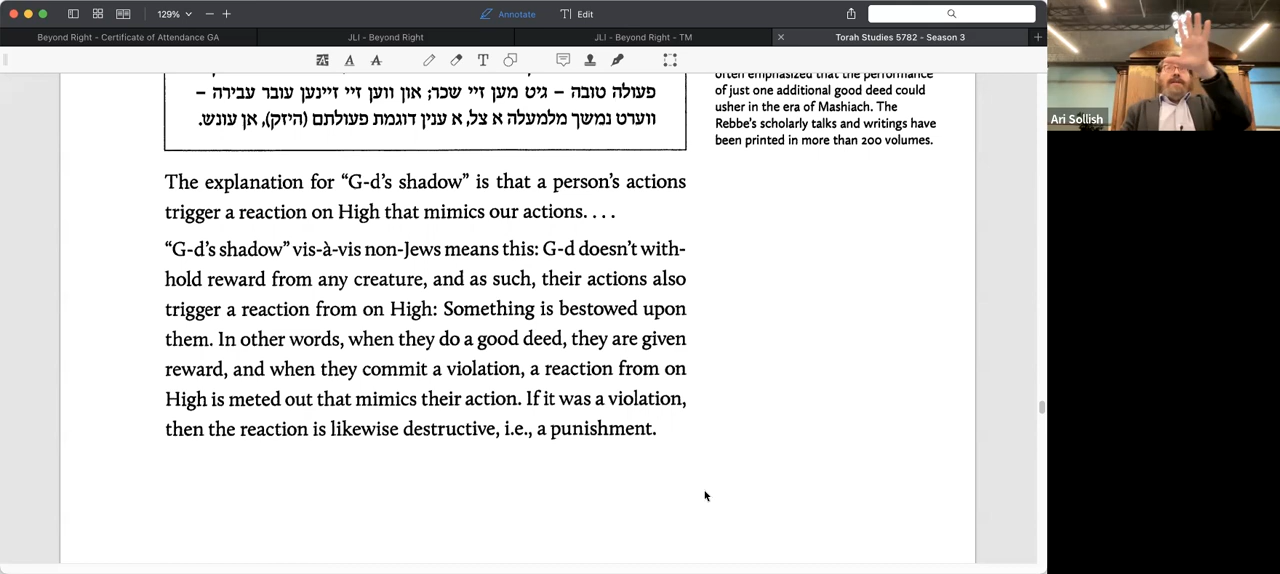 129%
Annotate
Edit
Beyond Right - Certificate of Attendance GA
JLI - Beyond Right
JLI - Beyond Right - TM
Torah Studies 5782 - Season 3
פעולה טובה – גיט מען זיי שכר; און ווען זיי זיינען עובר עבירה –
ווערט נמשך מלמעלה א צל, א ענין דוגמת פעולתם (היזק), אן עונש.
often emphasized that the performance
of just one additional good deed could
usher in the era of Mashiach. The
Rebbe's scholarly talks and writings have
been printed in more than 200 volumes.
The explanation for “G-d’s shadow” is that a person’s actions
trigger a reaction on High that mimics our actions. . . .
“G-d’s shadow” vis-à-vis non-Jews means this: G-d doesn’t with-
hold reward from any creature, and as such, their actions also
trigger a reaction from on High: Something is bestowed upon
them. In other words, when they do a good deed, they are given
reward, and when they commit a violation, a reaction from on
High is meted out that mimics their action. If it was a violation,
then the reaction is likewise destructive, i.e., a punishment.
Ari Sollish